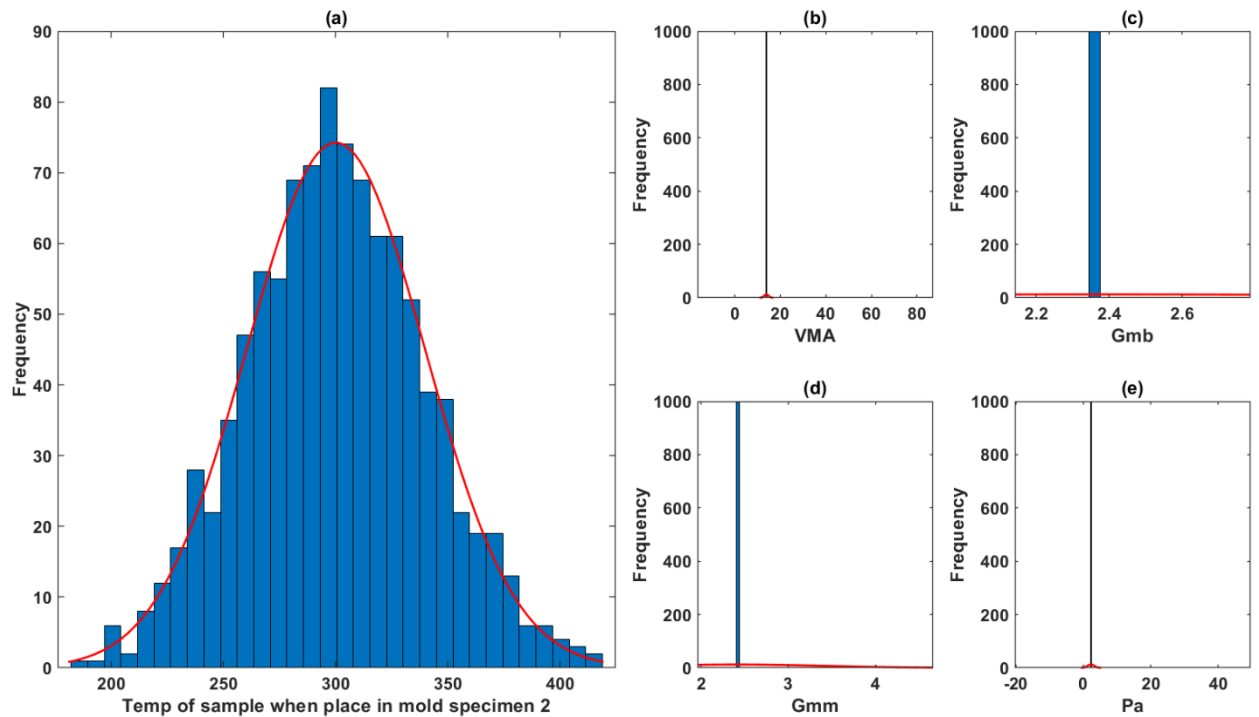 (a)
90
80
70
60
50
40
30
20
10
0
Frequency
200 250 300 350 400
Temp of sample when place in mold specimen 2
(b)
1000
800
600
400
200
0
Frequency
0 20 40 60 80
VMA
(c)
1000
800
600
400
200
0
Frequency
2.2 2.4 2.6
Gmb
(d)
1000
800
600
400
200
0
Frequency
2 3 4
Gmm
(e)
1000
800
600
400
200
0
Frequency
-20 0 20 40
Pa